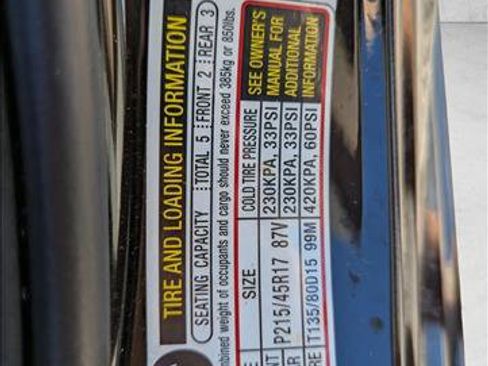 TIRE AND LOADING INFORMATION
SEATING CAPACITY TOTAL 5 FRONT 2 REAR 3
of occupants and cargo should never exceed 385kg or 850lbs.
SIZE COLD TIRE PRESSURE
P215/45R17 87V 230KPA, 33PSI
230KPA, 33PSI
T135/80D15 99M 420KPA, 60PSI
SEE OWNER'S
MANUAL FOR
ADDITIONAL
INFORMATION